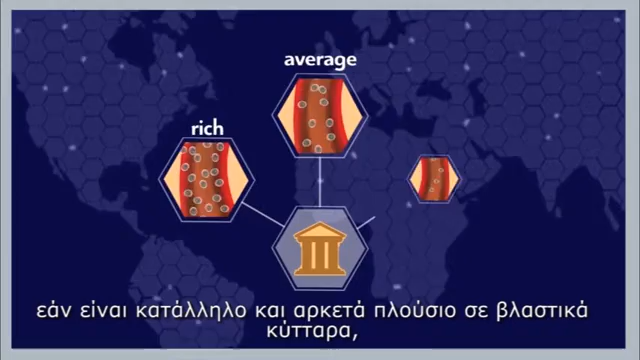 average
rich
εάν είναι κατάλληλο και αρκετά πλούσιο σε βλαστικά
κύτταρα,